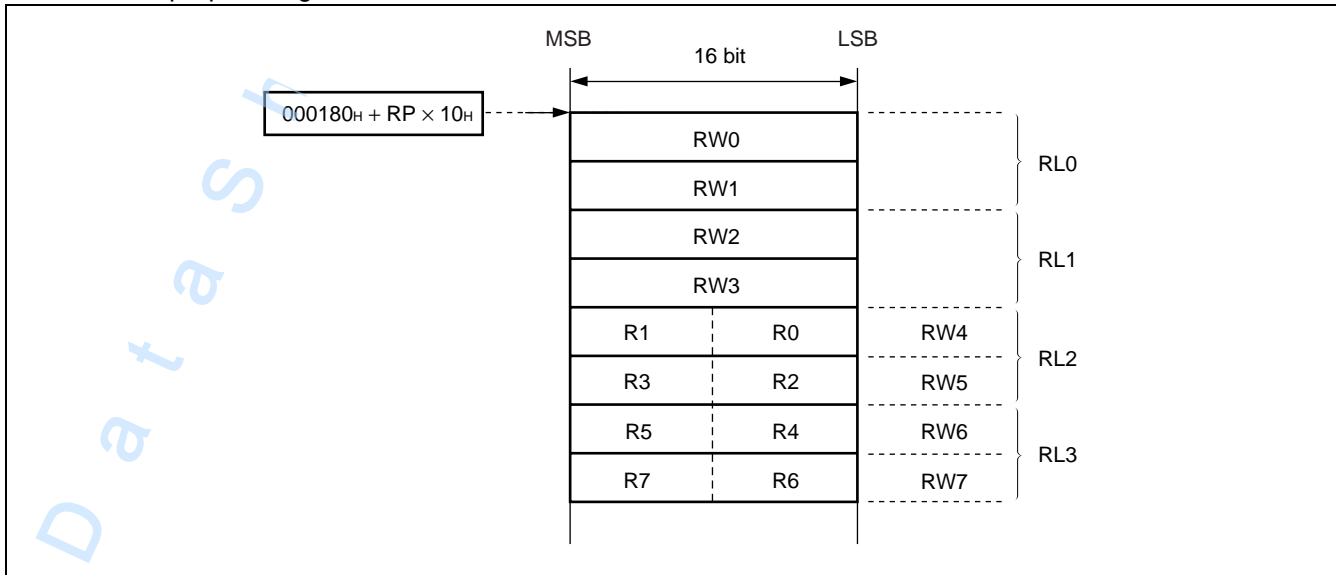 MSB LSB
16 bit
000180H + RP × 10H
RW0
RL0
RW1
RW2
RL1
RW3
R1 R0 RW4
RL2
R3 R2 RW5
R5 R4 RW6
RL3
R7 R6 RW7
DataSh